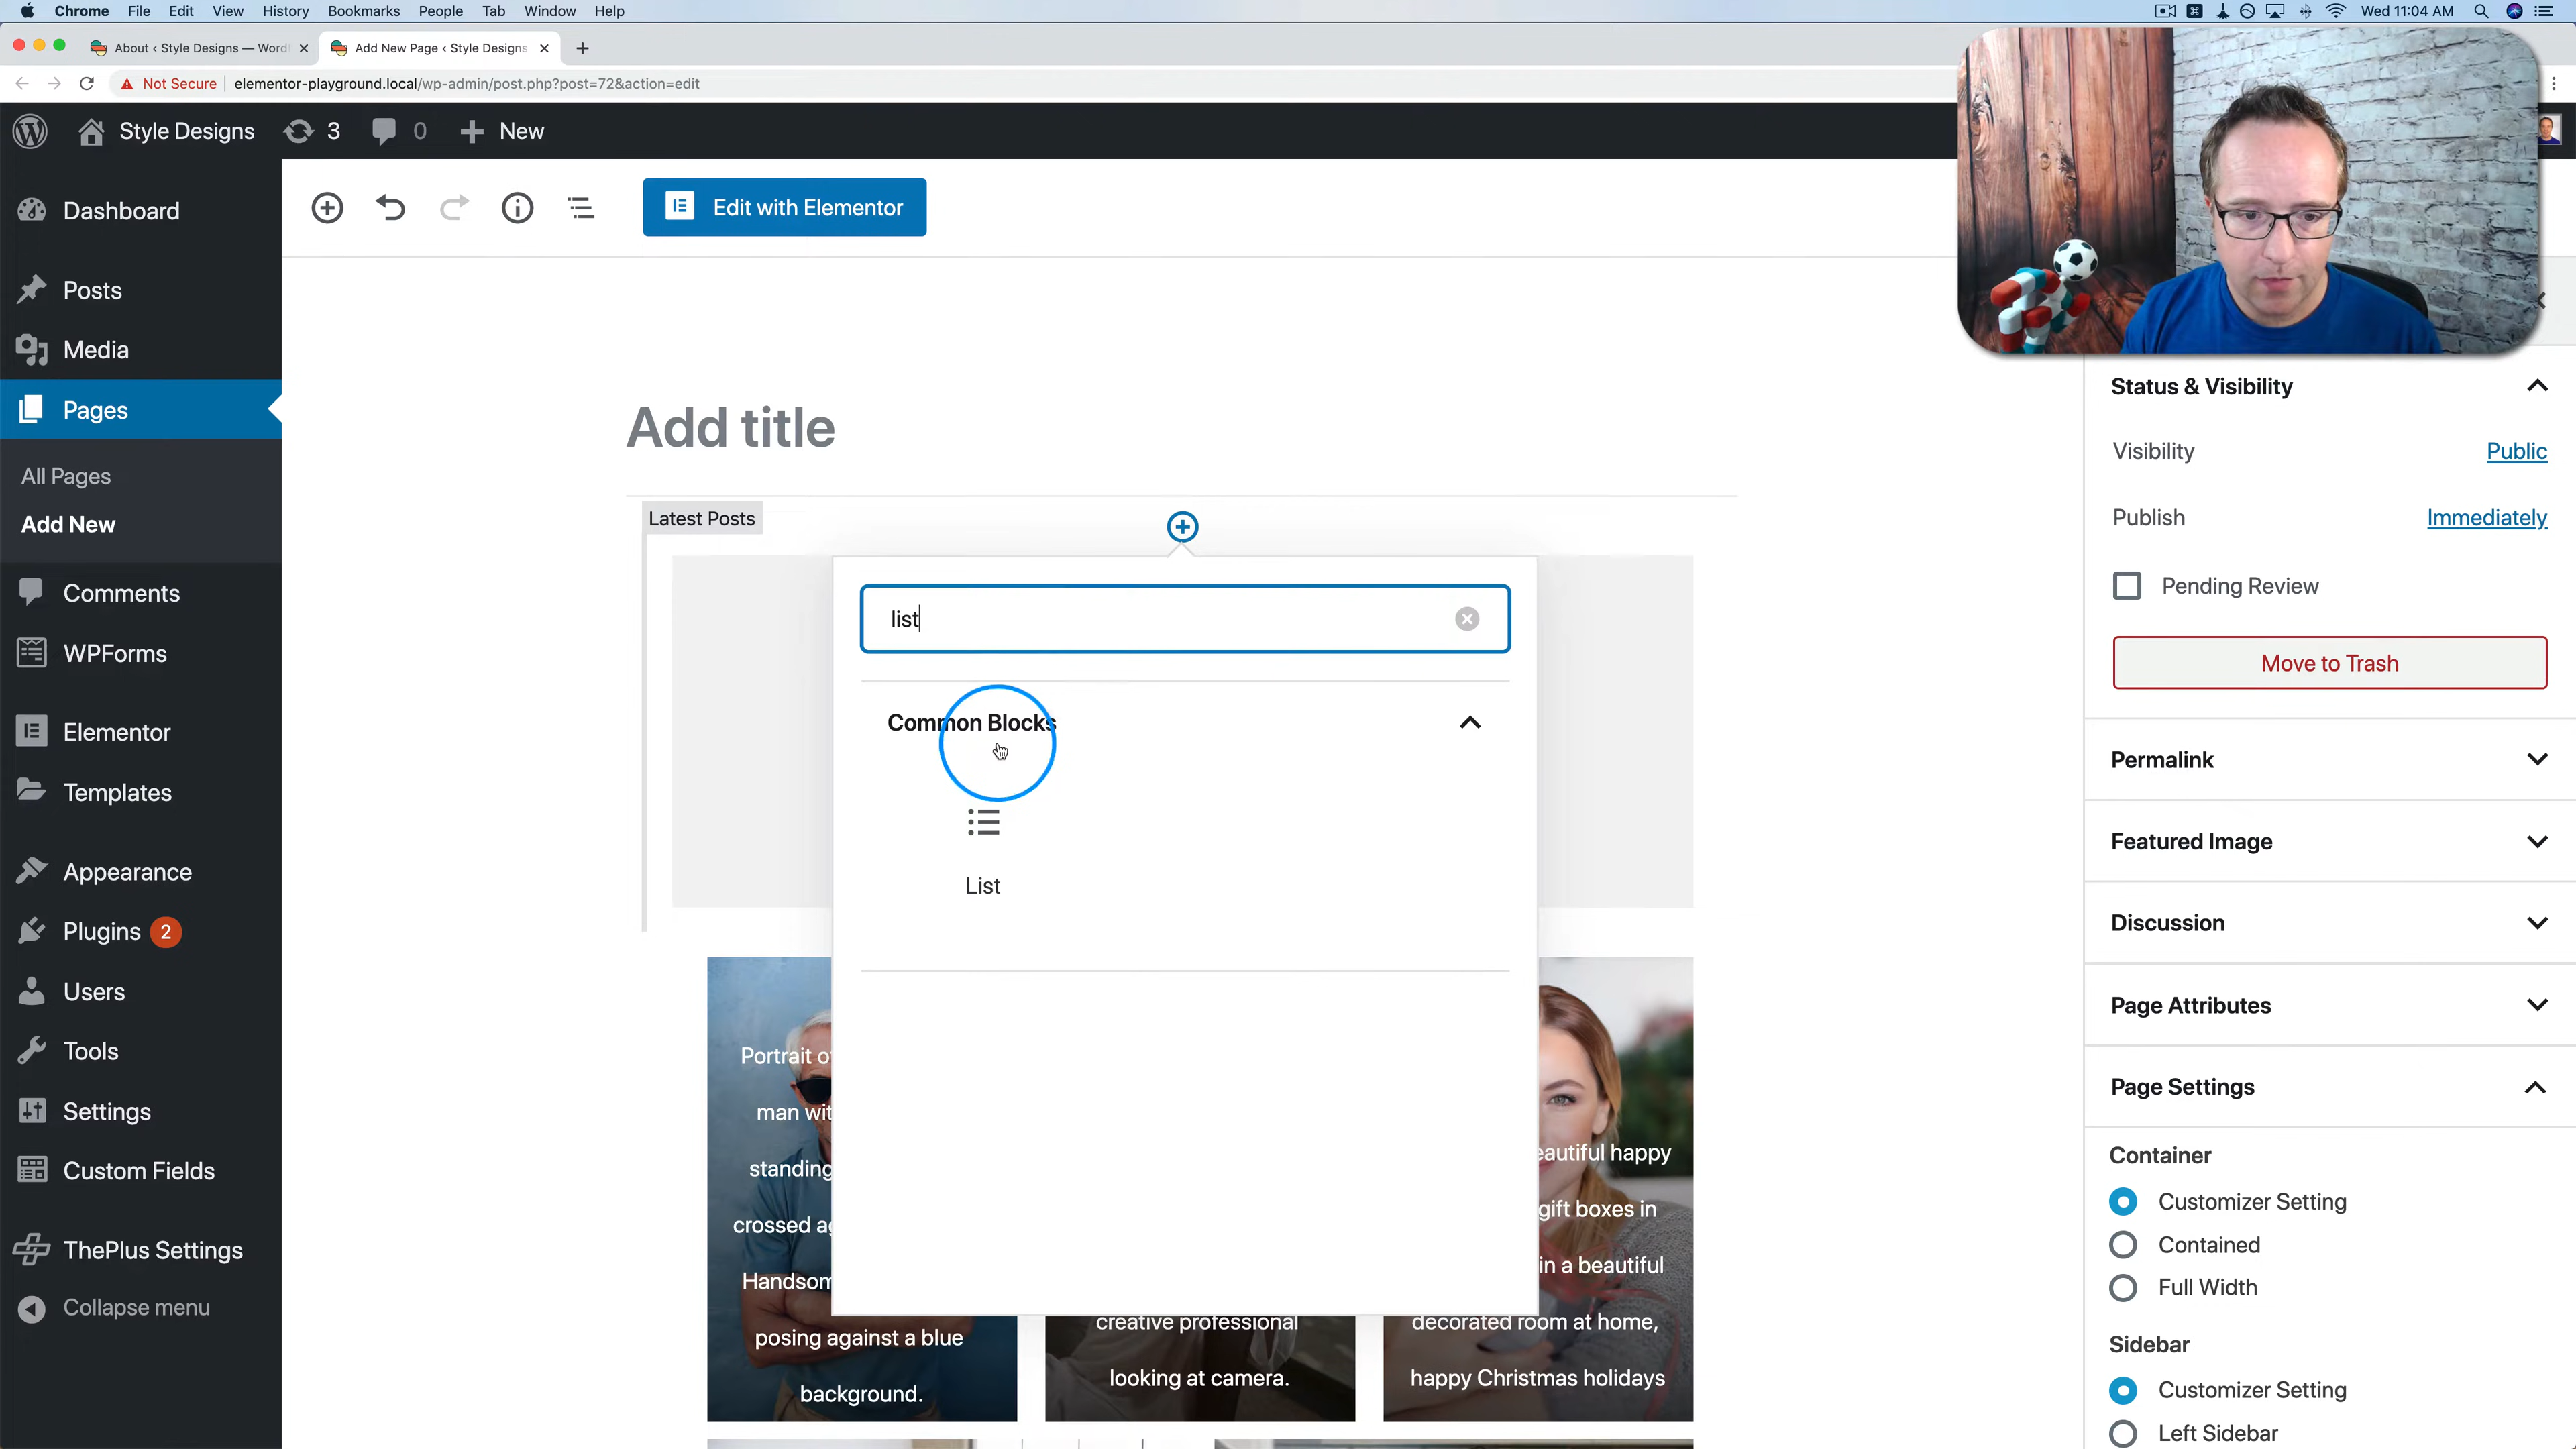 Chrome File Edit View History Bookmarks People Tab Window Help Wed 11:04 AM
About ‹ Style Designs — Word
Add New Page ‹ Style Designs
Not Secure elementor-playground.local/wp-admin/post.php?post=72&action=edit
Style Designs 3 0 New
Dashboard
Posts
Media
Pages
All Pages
Add New
Comments
WPForms
Elementor
Templates
Appearance
Plugins 2
Users
Tools
Settings
Custom Fields
ThePlus Settings
Collapse menu
Edit with Elementor
Add title
Latest Posts
list
Common Blocks
List
Portrait o
man wit
standing
crossed ag
Handsom
posing against a blue
background.
creative professional
looking at camera.
eautiful happy
gift boxes in
in a beautiful
decorated room at home,
happy Christmas holidays
Status & Visibility
Visibility Public
Publish Immediately
Pending Review
Move to Trash
Permalink
Featured Image
Discussion
Page Attributes
Page Settings
Container
Customizer Setting
Contained
Full Width
Sidebar
Customizer Setting
Left Sidebar